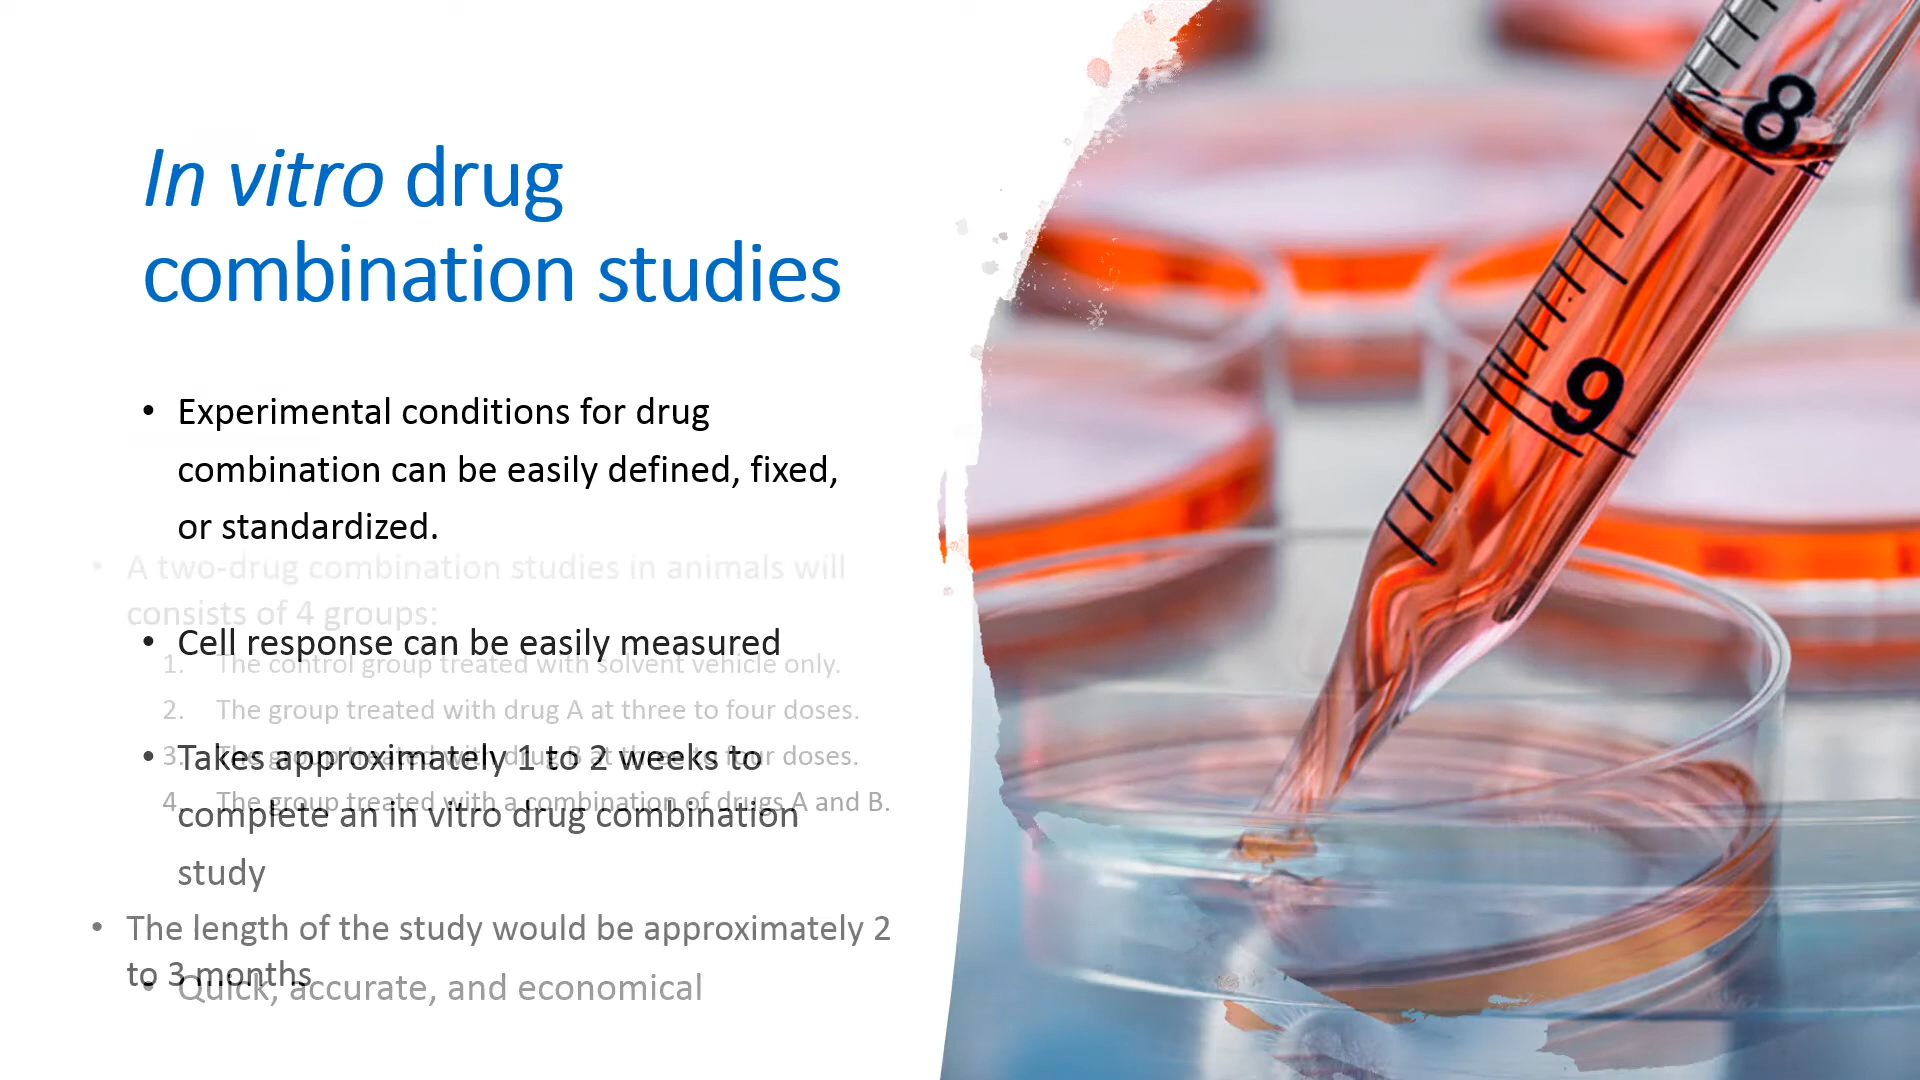 In vitro drug
combination studies
• Experimental conditions for drug
combination can be easily defined, fixed,
or standardized.
• A two-drug combination studies in animals will
consists of 4 groups:
• Cell response can be easily measured
1. The control group treated with solvent vehicle only.
2. The group treated with drug A at three to four doses.
• Takes approximately 1 to 2 weeks to
3. The group treated with drug B at three to four doses.
4. The group treated with a combination of drugs A and B.
complete an in vitro drug combination
study
• The length of the study would be approximately 2
to 3 months
• Quick, accurate, and economical
8
9